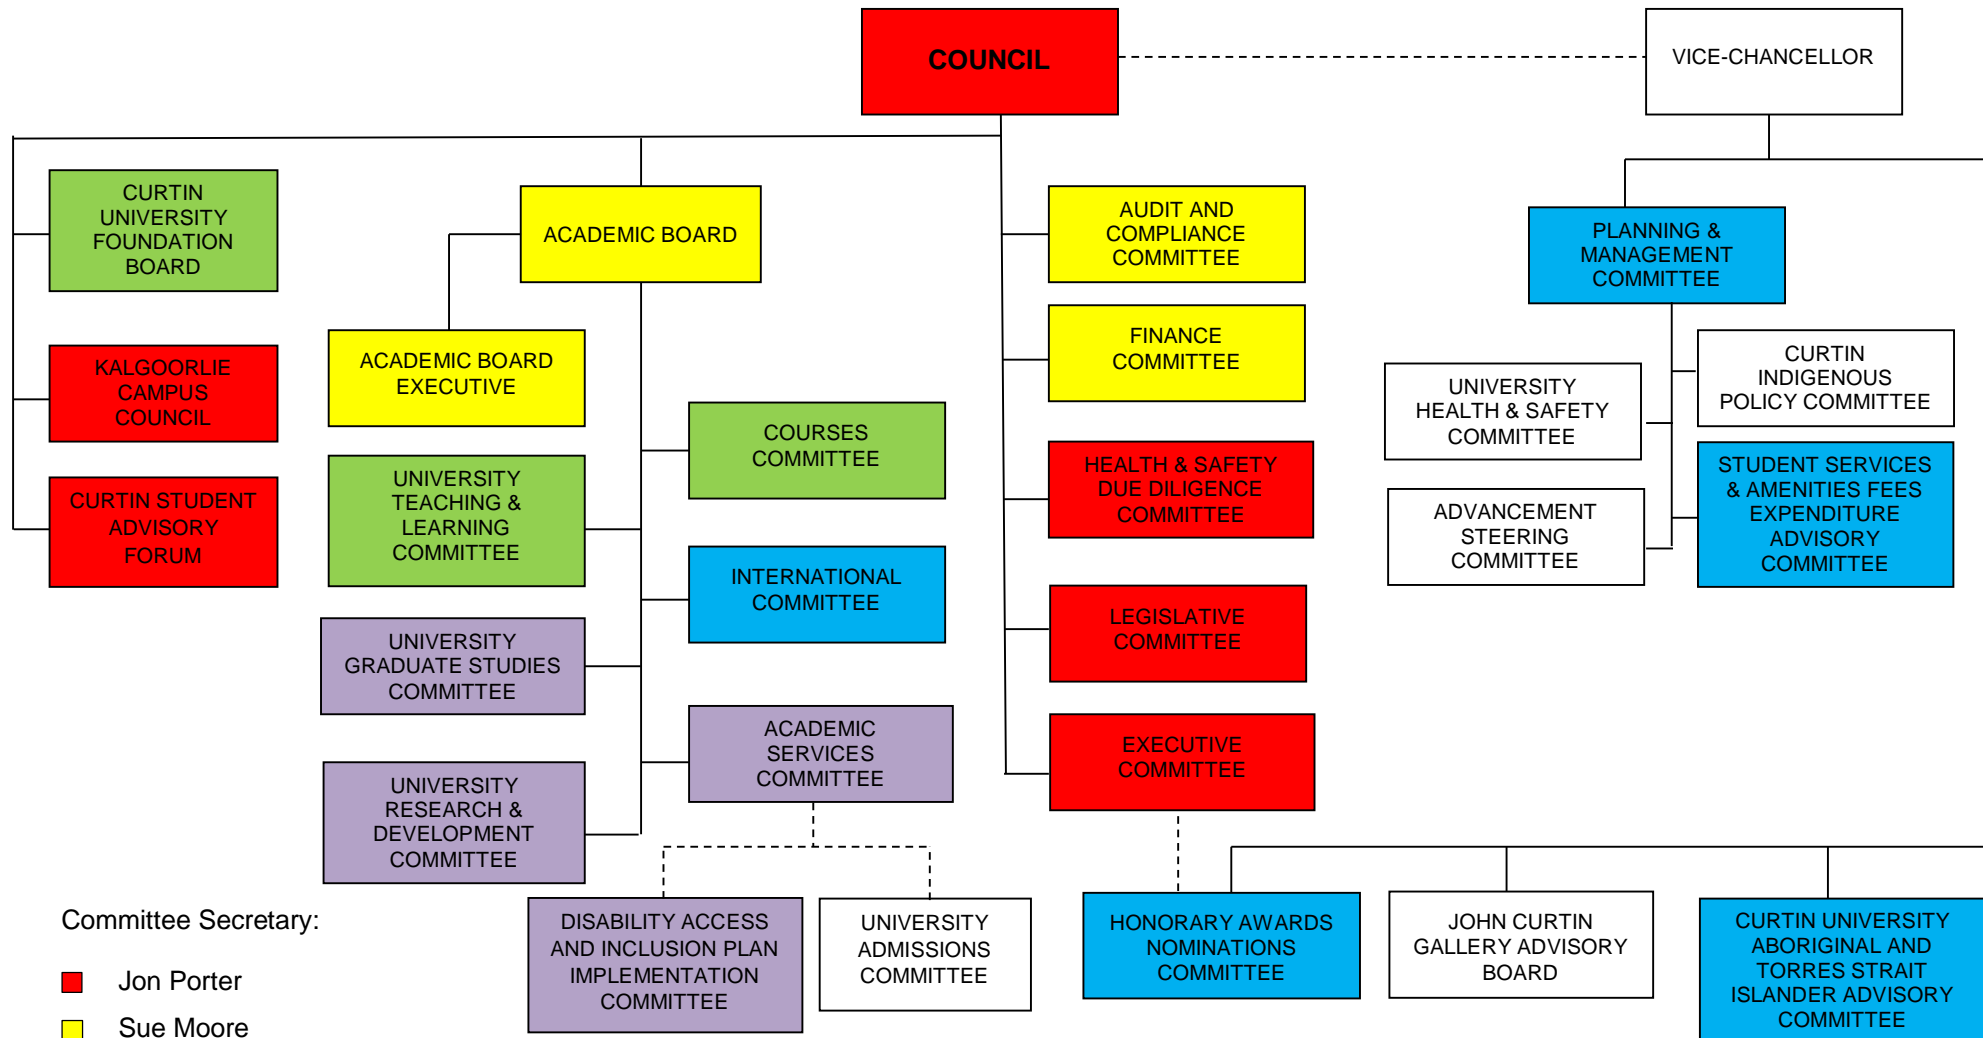 COUNCIL
VICE-CHANCELLOR
CURTIN
UNIVERSITY
FOUNDATION
BOARD
ACADEMIC BOARD
AUDIT AND
COMPLIANCE
COMMITTEE
PLANNING &
MANAGEMENT
COMMITTEE
KALGOORLIE
CAMPUS
COUNCIL
ACADEMIC BOARD
EXECUTIVE
FINANCE
COMMITTEE
UNIVERSITY
HEALTH & SAFETY
COMMITTEE
CURTIN
INDIGENOUS
POLICY COMMITTEE
CURTIN STUDENT
ADVISORY
FORUM
UNIVERSITY
TEACHING &
LEARNING
COMMITTEE
COURSES
COMMITTEE
HEALTH & SAFETY
DUE DILIGENCE
COMMITTEE
ADVANCEMENT
STEERING
COMMITTEE
STUDENT SERVICES
& AMENITIES FEES
EXPENDITURE
ADVISORY
COMMITTEE
INTERNATIONAL
COMMITTEE
LEGISLATIVE
COMMITTEE
UNIVERSITY
GRADUATE STUDIES
COMMITTEE
ACADEMIC
SERVICES
COMMITTEE
EXECUTIVE
COMMITTEE
UNIVERSITY
RESEARCH &
DEVELOPMENT
COMMITTEE
DISABILITY ACCESS
AND INCLUSION PLAN
IMPLEMENTATION
COMMITTEE
UNIVERSITY
ADMISSIONS
COMMITTEE
HONORARY AWARDS
NOMINATIONS
COMMITTEE
JOHN CURTIN
GALLERY ADVISORY
BOARD
CURTIN UNIVERSITY
ABORIGINAL AND
TORRES STRAIT
ISLANDER ADVISORY
COMMITTEE
Committee Secretary:
Jon Porter
Sue Moore